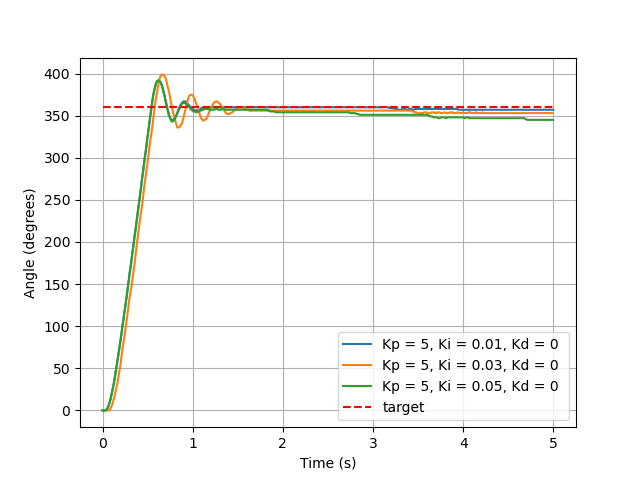 400
350
300
250
200
150
100
50
0
Angle (degrees)
Kp = 5, Ki = 0.01, Kd = 0
Kp = 5, Ki = 0.03, Kd = 0
Kp = 5, Ki = 0.05, Kd = 0
target
0 1 2 3 4 5
Time (s)